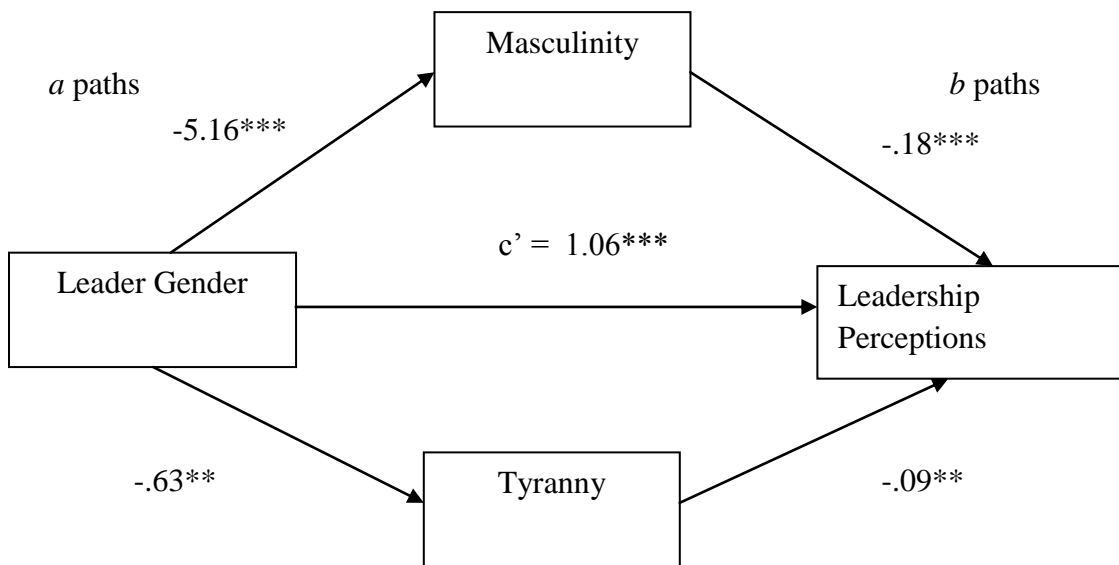 Masculinity
a paths
b paths
-5.16***
-.18***
c’ = 1.06***
Leader Gender
Leadership
Perceptions
-.63**
Tyranny
-.09**